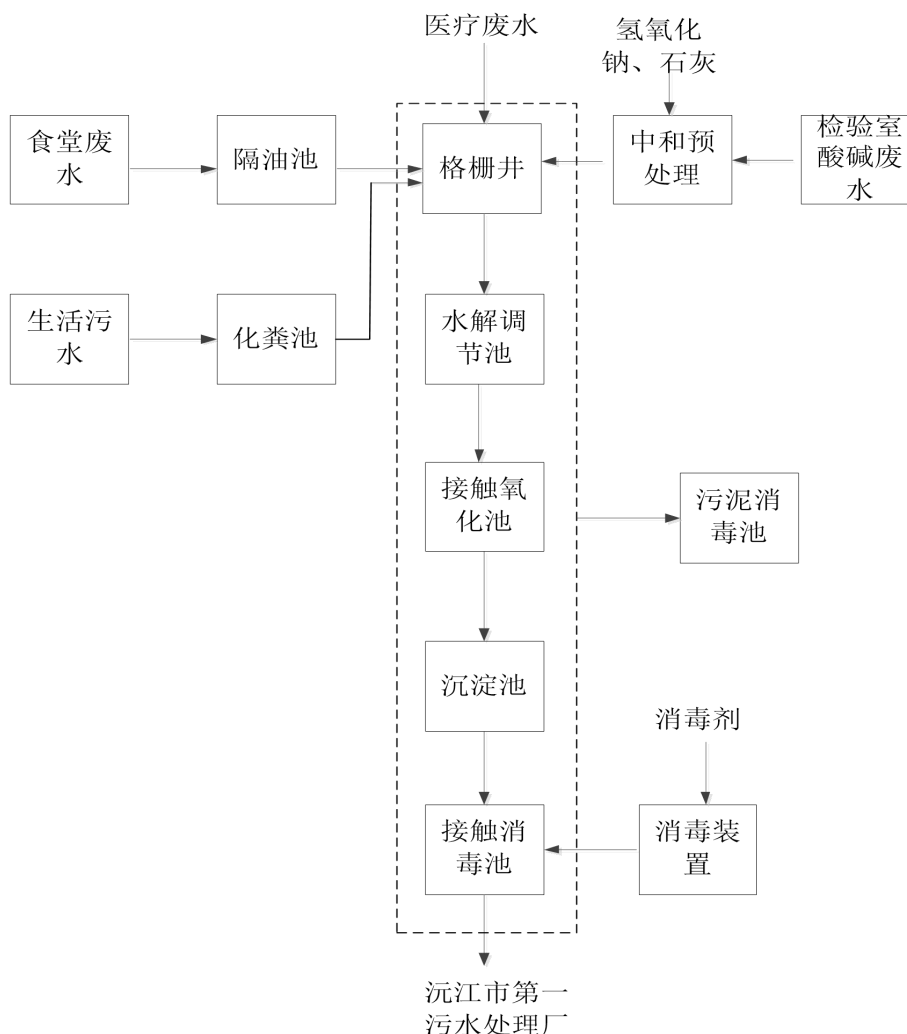 医疗废水
氢氧化
钠、石灰
食堂废
水
隔油池
格栅井
中和预
处理
检验室
酸碱废
水
生活污
水
化粪池
水解调
节池
接触氧
化池
污泥消
毒池
沉淀池
消毒剂
接触消
毒池
消毒装
置
沅江市第一
污水处理厂